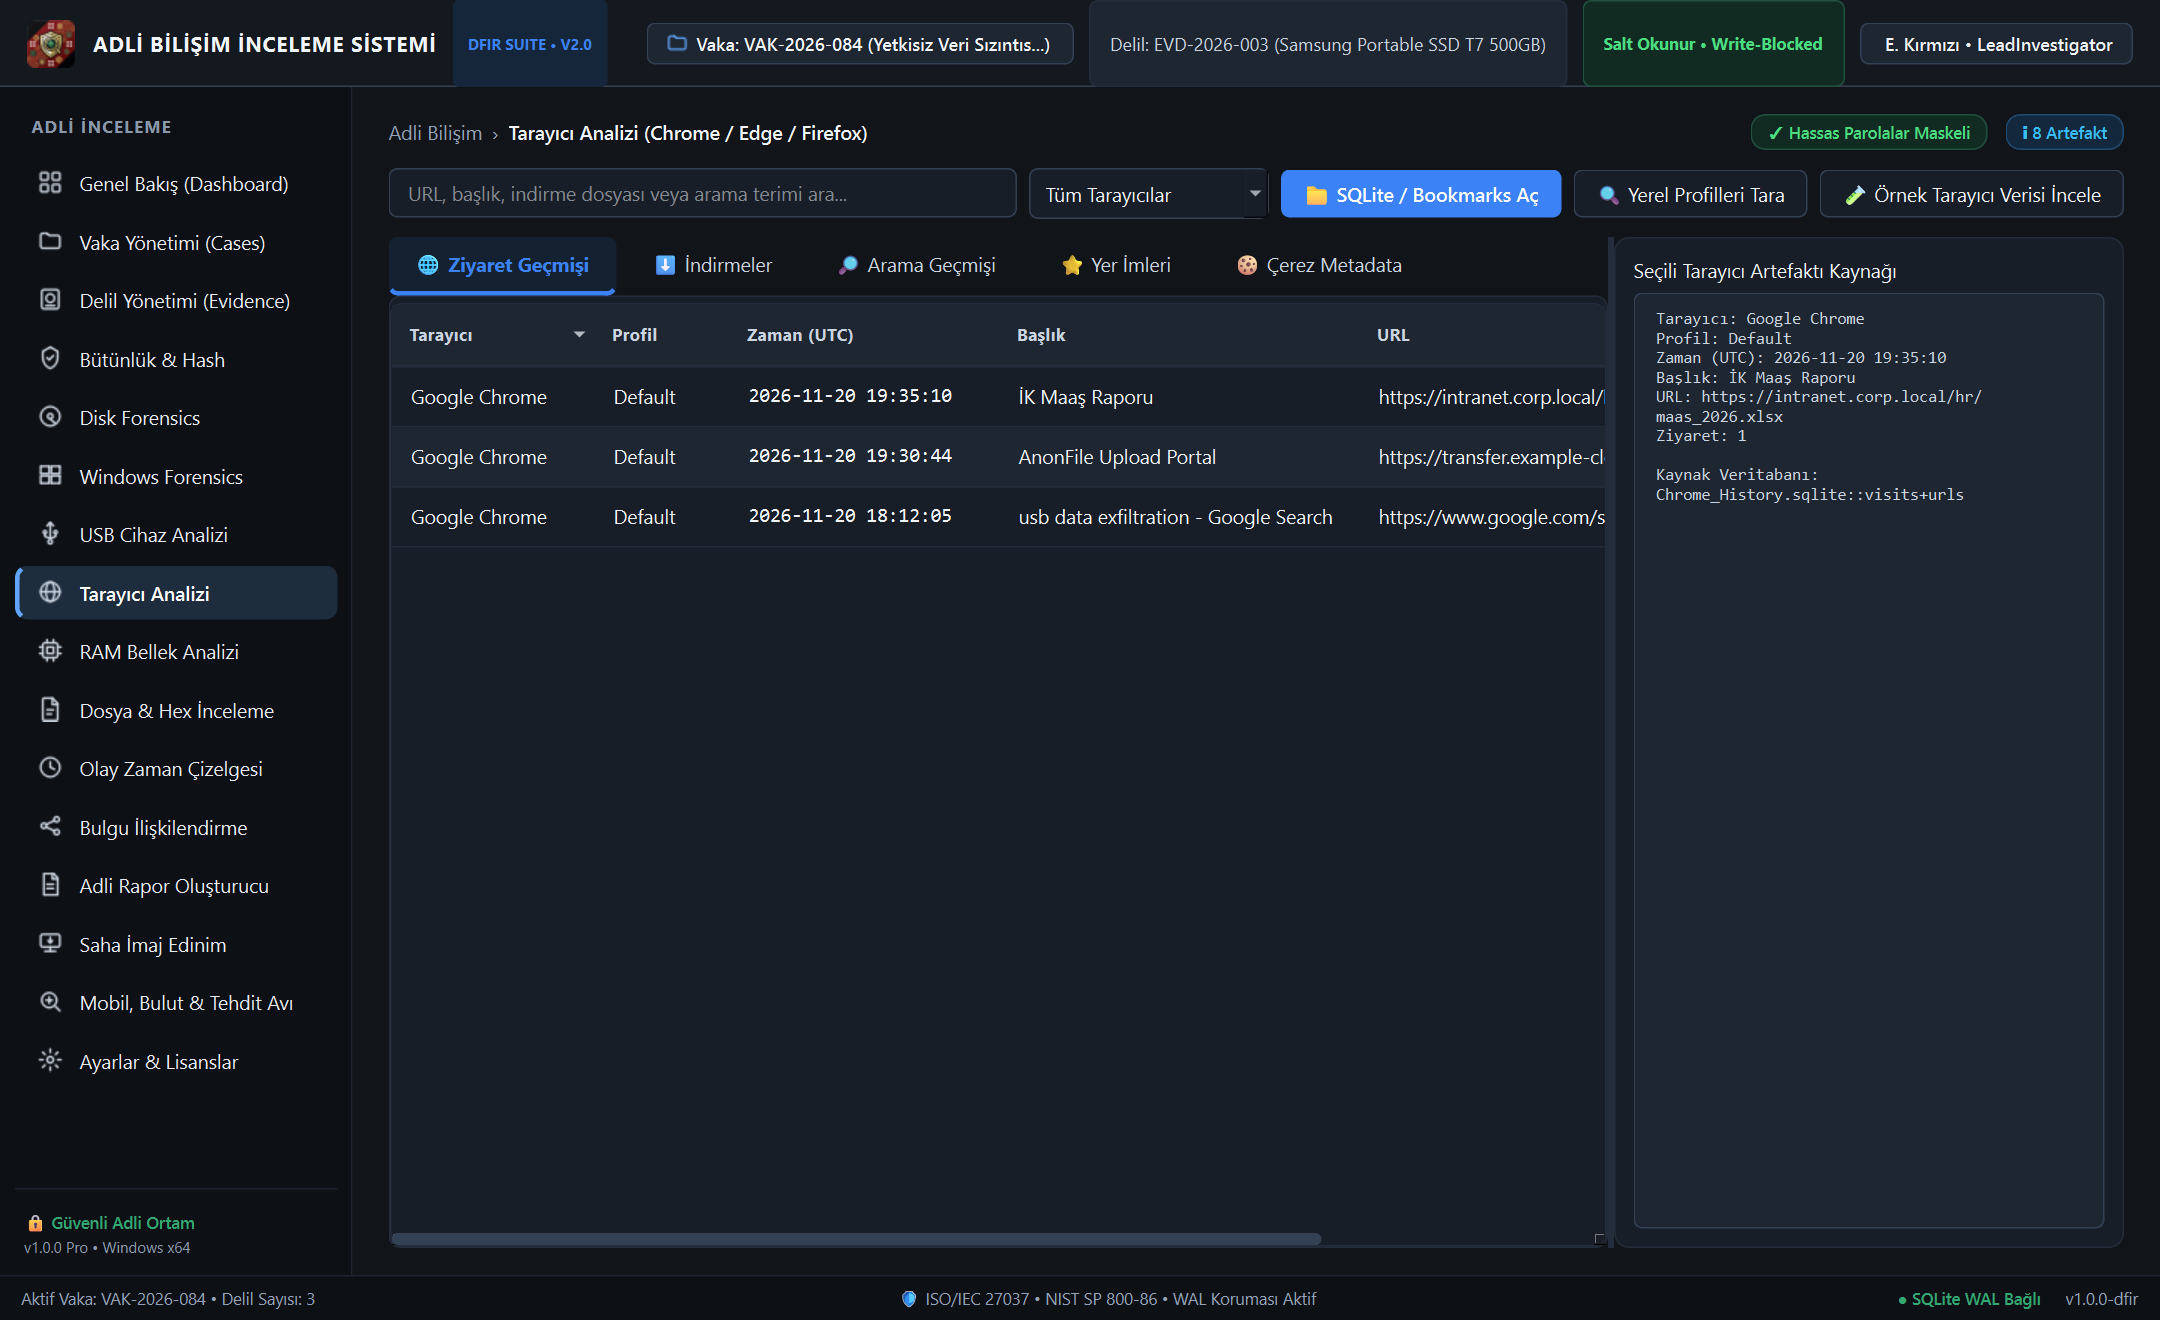 ADLİ BİLİŞİM İNCELEME SİSTEMİ
DFIR SUITE • V2.0
Vaka: VAK-2026-084 (Yetkisiz Veri Sızıntıs...)
Delil: EVD-2026-003 (Samsung Portable SSD T7 500GB)
Salt Okunur • Write-Blocked
E. Kırmızı • LeadInvestigator
ADLİ İNCELEME
Genel Bakış (Dashboard)
Vaka Yönetimi (Cases)
Delil Yönetimi (Evidence)
Bütünlük & Hash
Disk Forensics
Windows Forensics
USB Cihaz Analizi
Tarayıcı Analizi
RAM Bellek Analizi
Dosya & Hex İnceleme
Olay Zaman Çizelgesi
Bulgu İlişkilendirme
Adli Rapor Oluşturucu
Saha İmaj Edinim
Mobil, Bulut & Tehdit Avı
Ayarlar & Lisanslar
Güvenli Adli Ortam
v1.0.0 Pro • Windows x64
Adli Bilişim › Tarayıcı Analizi (Chrome / Edge / Firefox)
✓ Hassas Parolalar Maskeli
ℹ 8 Artefakt
URL, başlık, indirme dosyası veya arama terimi ara...
Tüm Tarayıcılar
SQLite / Bookmarks Aç
Yerel Profilleri Tara
Örnek Tarayıcı Verisi İncele
Ziyaret Geçmişi
İndirmeler
Arama Geçmişi
Yer İmleri
Çerez Metadata
Tarayıcı Profil Zaman (UTC) Başlık URL
Google Chrome Default 2026-11-20 19:35:10 İK Maaş Raporu https://intranet.corp.local/
Google Chrome Default 2026-11-20 19:30:44 AnonFile Upload Portal https://transfer.example-cl
Google Chrome Default 2026-11-20 18:12:05 usb data exfiltration - Google Search https://www.google.com/s
Seçili Tarayıcı Artefaktı Kaynağı
Tarayıcı: Google Chrome
Profil: Default
Zaman (UTC): 2026-11-20 19:35:10
Başlık: İK Maaş Raporu
URL: https://intranet.corp.local/hr/
maas_2026.xlsx
Ziyaret: 1
Kaynak Veritabanı:
Chrome_History.sqlite::visits+urls
Aktif Vaka: VAK-2026-084 • Delil Sayısı: 3
ISO/IEC 27037 • NIST SP 800-86 • WAL Koruması Aktif
● SQLite WAL Bağlı
v1.0.0-dfir